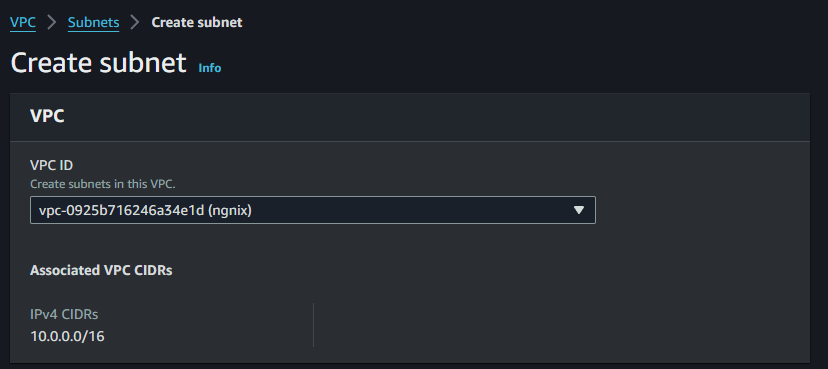 VPC > Subnets > Create subnet
Create subnet Info
VPC
VPC ID
Create subnets in this VPC.
vpc-0925b716246a34e1d (ngnix)
Associated VPC CIDRs
IPv4 CIDRs
10.0.0.0/16